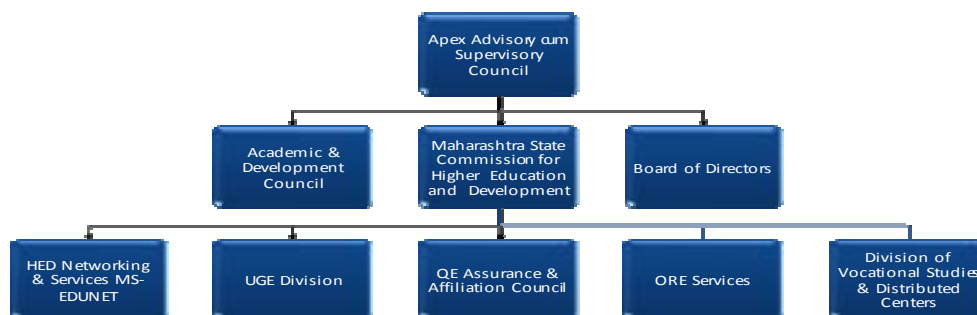 Apex Advisory cum
Supervisory
Council
Academic &
Development
Council
Maharashtra State
Commission for
Higher Education
and Development
Board of Directors
HED Networking
& Services MS-
EDUNET
UGE Division
QE Assurance &
Affiliation Council
ORE Services
Division of
Vocational Studies
& Distributed
Centers